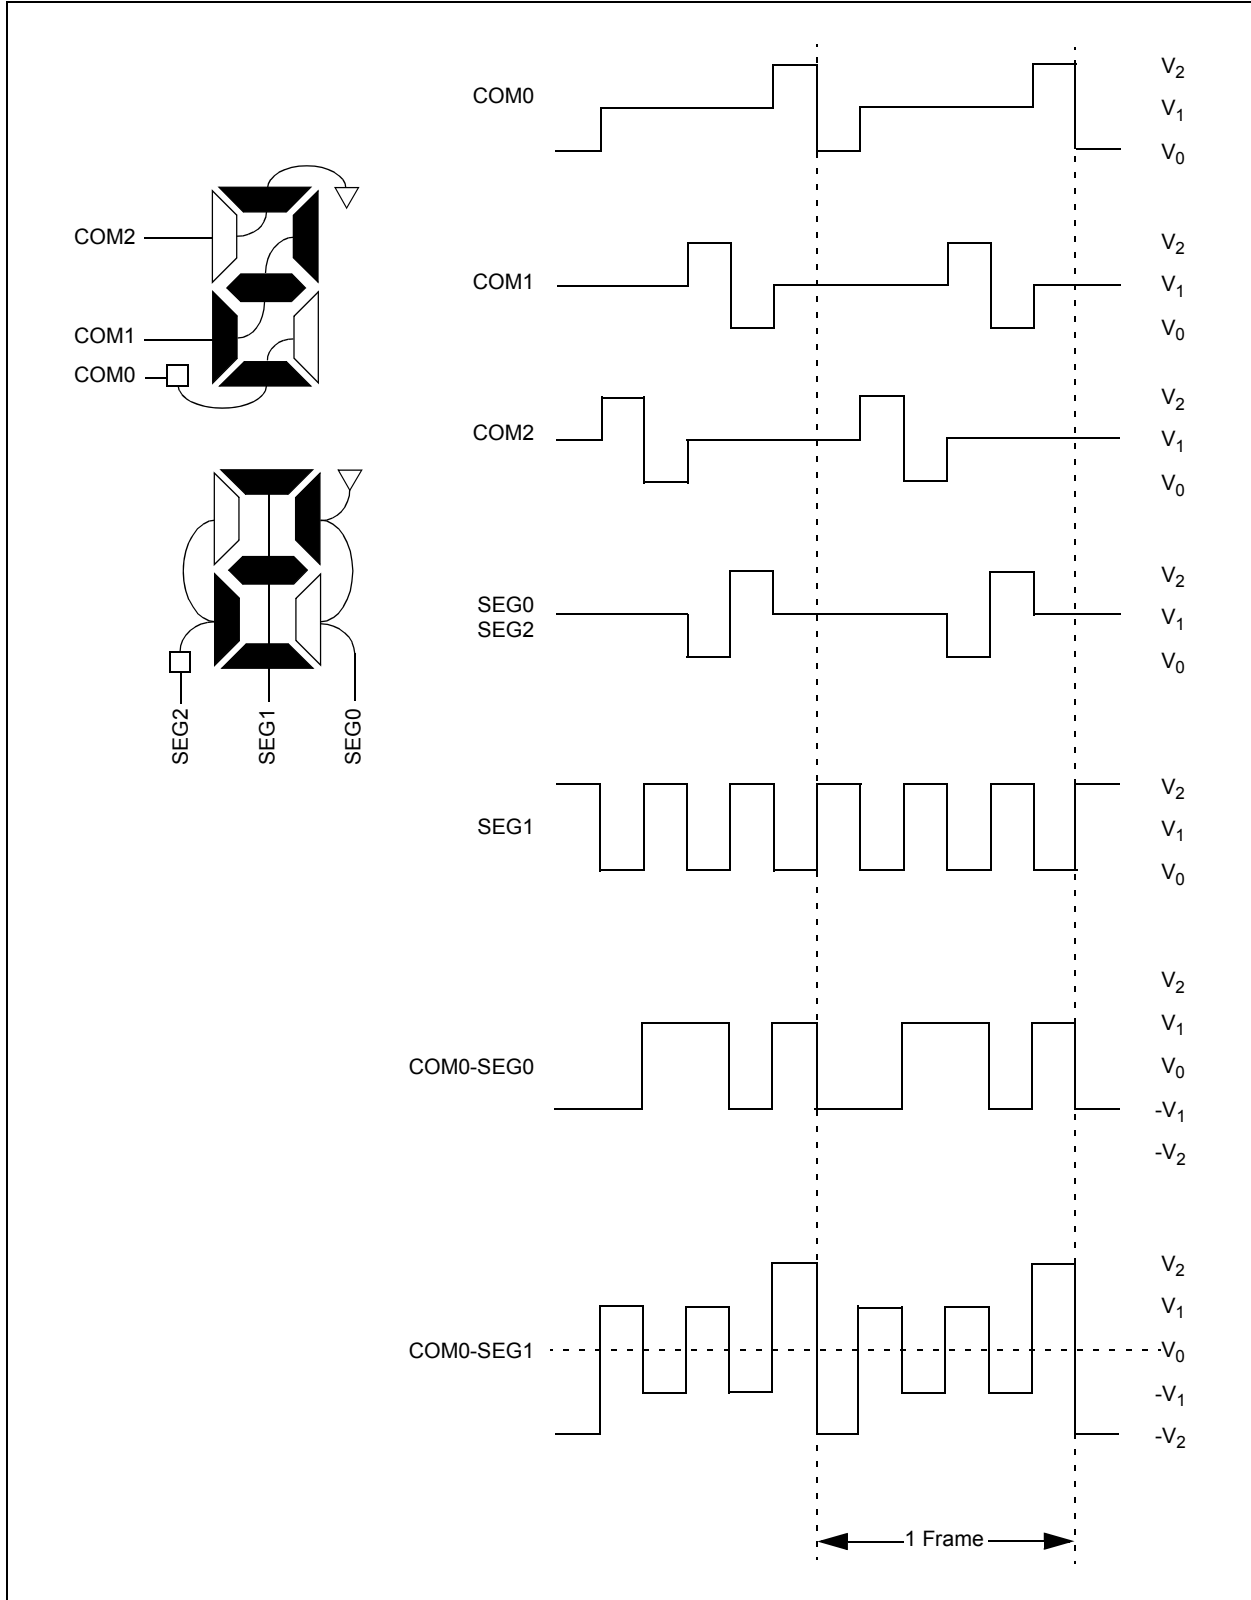 COM0
V2
V1
V0
COM2
COM1
COM0
COM1
V2
V1
V0
COM2
V2
V1
V0
SEG0
SEG2
V2
V1
V0
SEG2
SEG1
SEG0
SEG1
V2
V1
V0
COM0-SEG0
V2
V1
V0
-V1
-V2
COM0-SEG1
V2
V1
V0
-V1
-V2
1 Frame